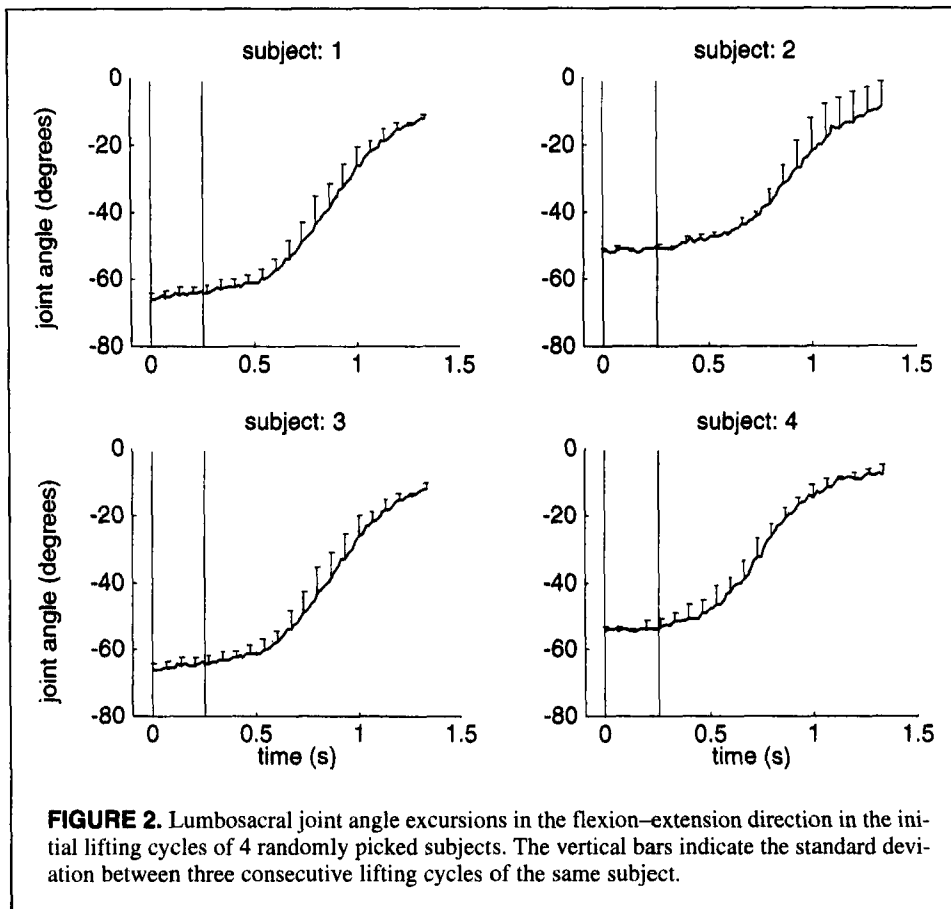 subject: 1
subject: 2
0
-20
-40
-60
-80
joint angle (degrees)
0 0.5 1 1.5
0
-20
-40
-60
-80
0 0.5 1 1.5
subject: 3
subject: 4
0
-20
-40
-60
-80
joint angle (degrees)
0 0.5 1 1.5
time (s)
0
-20
-40
-60
-80
0 0.5 1 1.5
time (s)
FIGURE 2. Lumbosacral joint angle excursions in the flexion–extension direction in the ini-
tial lifting cycles of 4 randomly picked subjects. The vertical bars indicate the standard devi-
ation between three consecutive lifting cycles of the same subject.